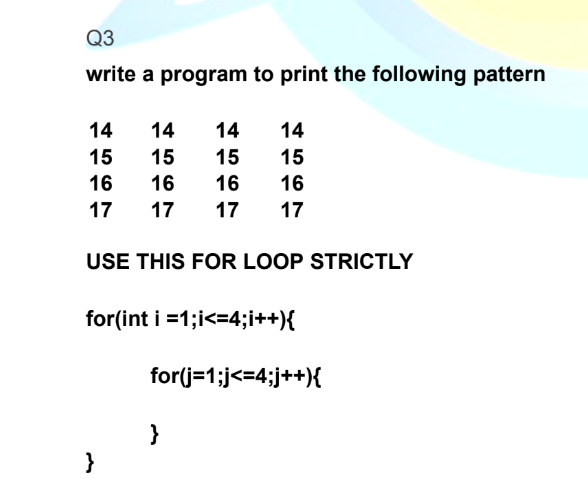 Q3
write a program to print the following pattern
14 14 14 14
15 15 15 15
16 16 16 16
17 17 17 17
USE THIS FOR LOOP STRICTLY
for(int i =1;i<=4;i++){
for(j=1;j<=4;j++){
}
}